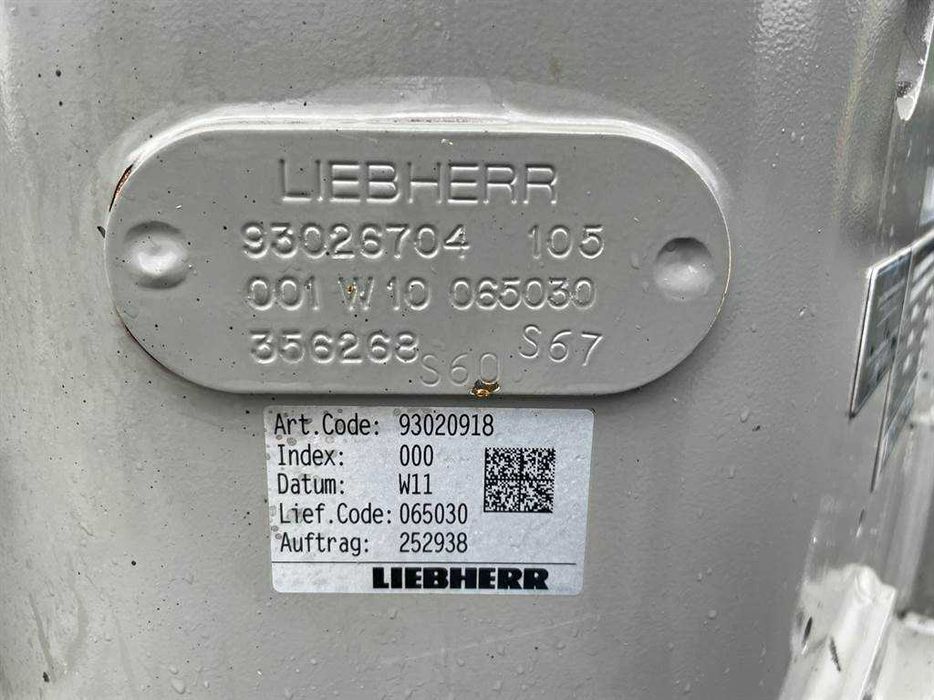 LIEBHERR
93026704 105
001 W 10 065030
356268 S60 S67
Art.Code: 93020918
Index: 000
Datum: W11
Lief.Code: 065030
Auftrag: 252938
LIEBHERR